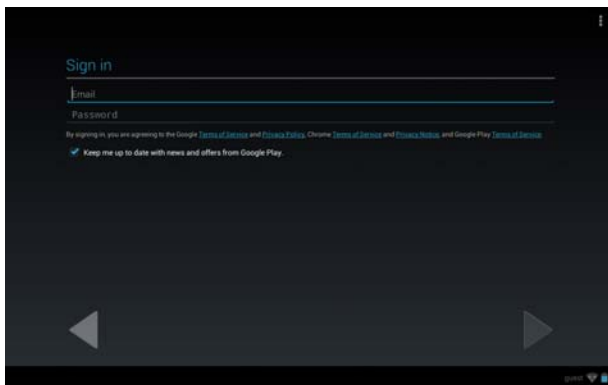 Sign in
Email
Password
By signing in, you are agreeing to the Google Terms of Service and Privacy Policy, Chrome Terms of Service and Privacy Notice, and Google Play Terms of Service
Keep me up to date with news and offers from Google Play.
guest